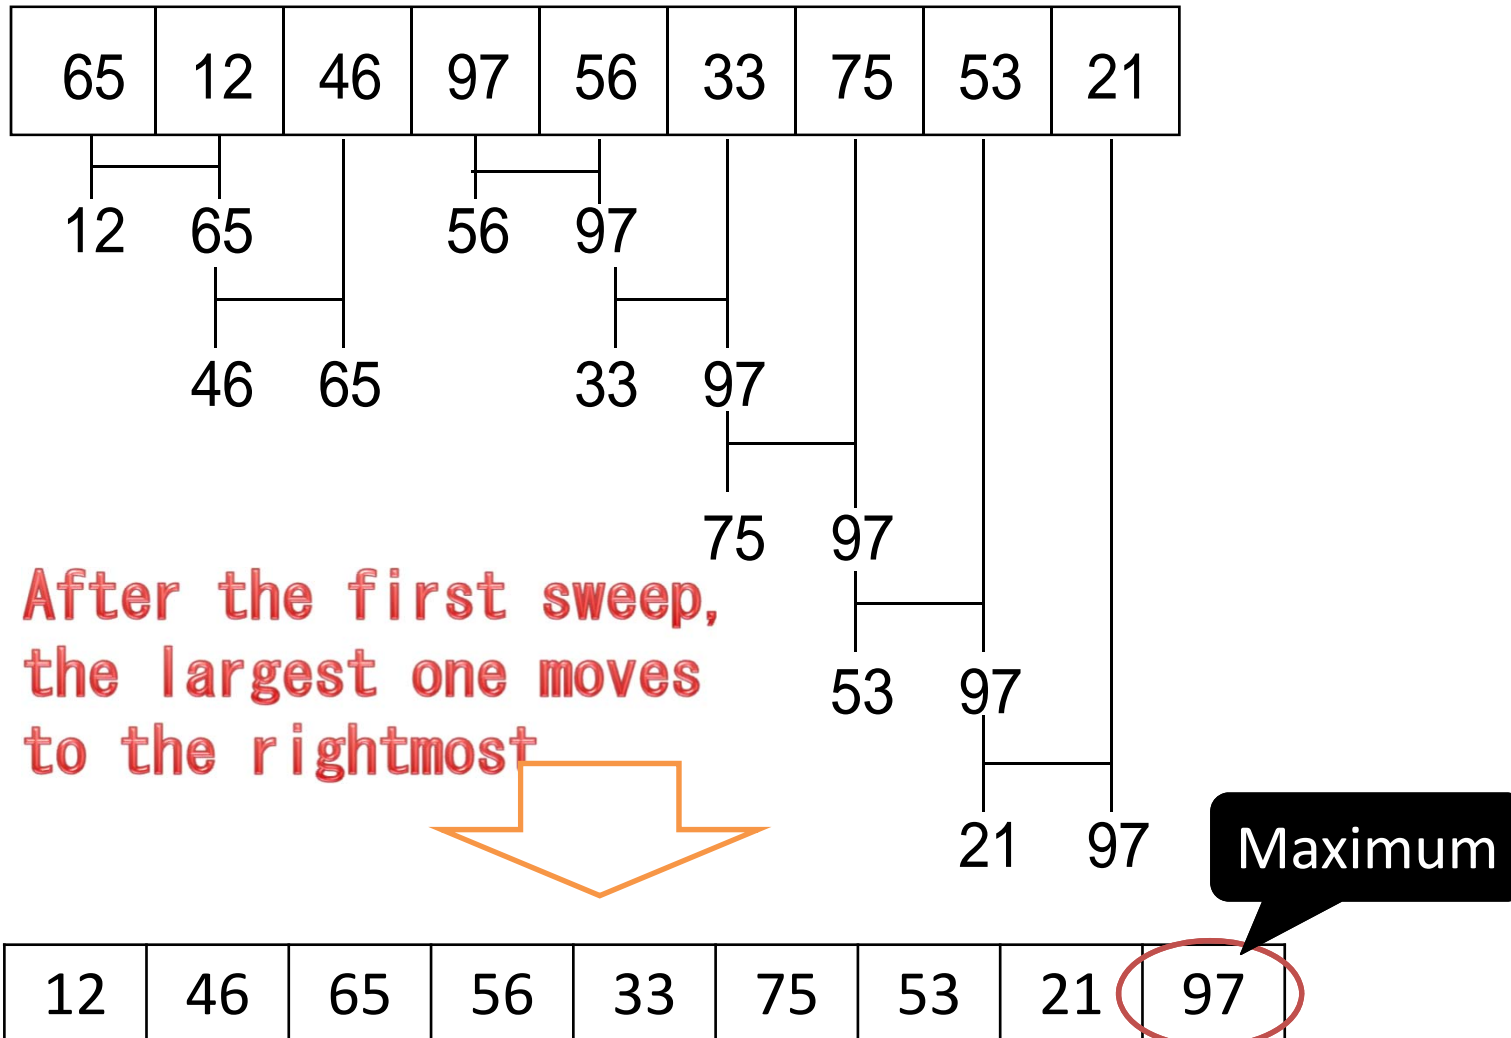 65 12 46 97 56 33 75 53 21
12 65 56 97
46 65 33 97
75 97
After the first sweep,
the largest one moves
to the rightmost
53 97
21 97
Maximum
12 46 65 56 33 75 53 21 97